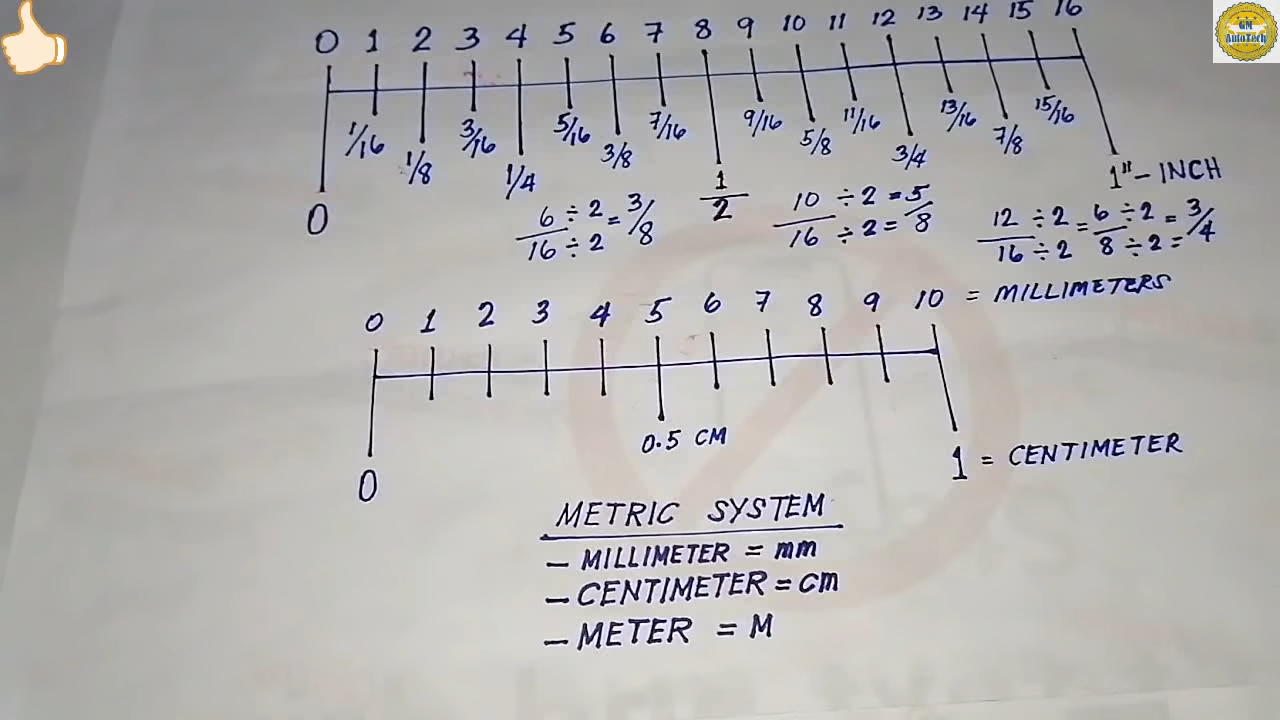 GM
AutoTech
0 1 2 3 4 5 6 7 8 9 10 11 12 13 14 15 16
0 1/16 1/8 3/16 1/4 5/16 3/8 7/16 1/2 9/16 5/8 11/16 3/4 13/16 7/8 15/16 1" - INCH
6 ÷ 2 = 3/8
16 ÷ 2
10 ÷ 2 = 5/8
16 ÷ 2 =
12 ÷ 2 = 6 ÷ 2 = 3/4
16 ÷ 2 8 ÷ 2 =
0 1 2 3 4 5 6 7 8 9 10 = MILLIMETERS
0 0.5 CM 1 = CENTIMETER
METRIC SYSTEM
- MILLIMETER = mm
- CENTIMETER = cm
- METER = M